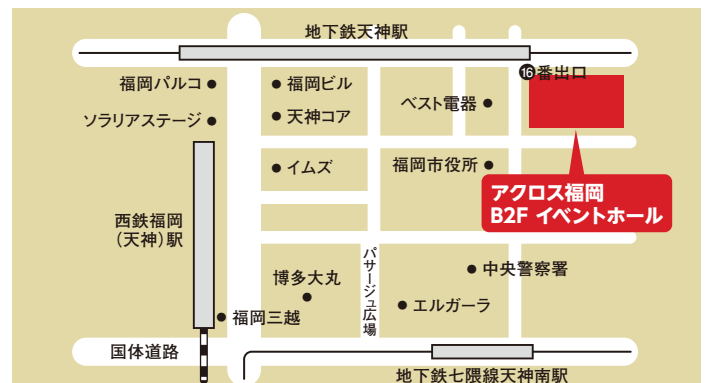 地下鉄天神駅
⓰番出口
福岡パルコ
福岡ビル
ベスト電器
ソラリアステージ
天神コア
イムズ
福岡市役所
アクロス福岡
B2F イベントホール
西鉄福岡
(天神)駅
パサージュ広場
中央警察署
博多大丸
エルガーラ
福岡三越
国体道路
地下鉄七隈線天神南駅